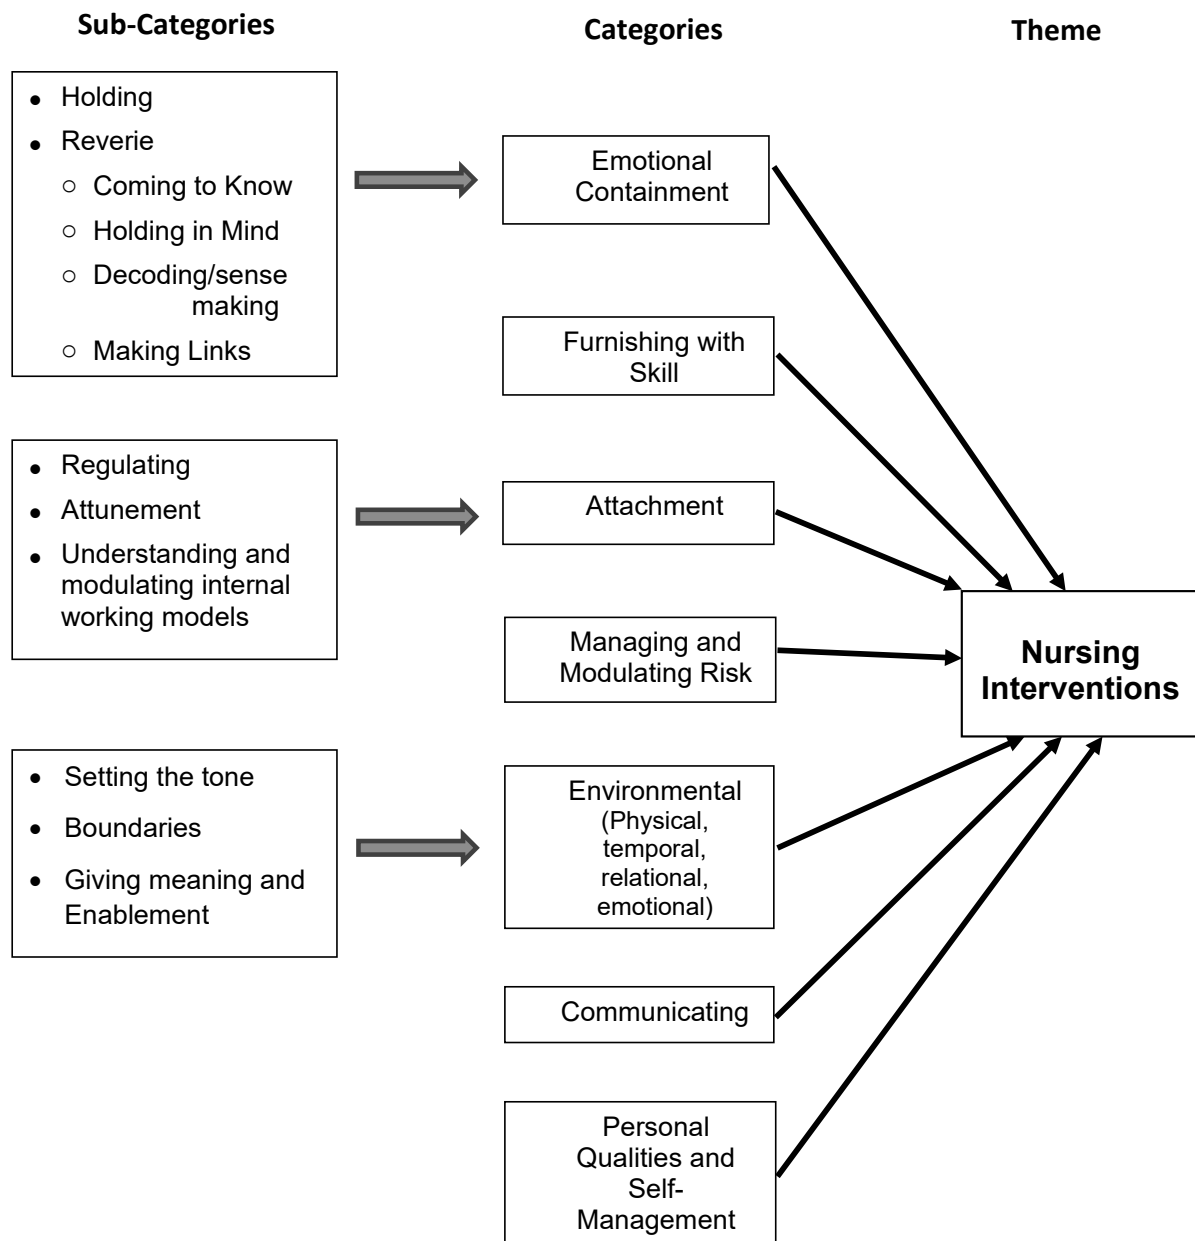 Sub-Categories
Categories
Theme
• Holding
• Reverie
○ Coming to Know
○ Holding in Mind
○ Decoding/sense
making
○ Making Links
• Regulating
• Attunement
• Understanding and
modulating internal
working models
• Setting the tone
• Boundaries
• Giving meaning and
Enablement
Emotional
Containment
Furnishing with
Skill
Attachment
Managing and
Modulating Risk
Environmental
(Physical,
temporal,
relational,
emotional)
Communicating
Personal
Qualities and
Self-
Management
Nursing
Interventions